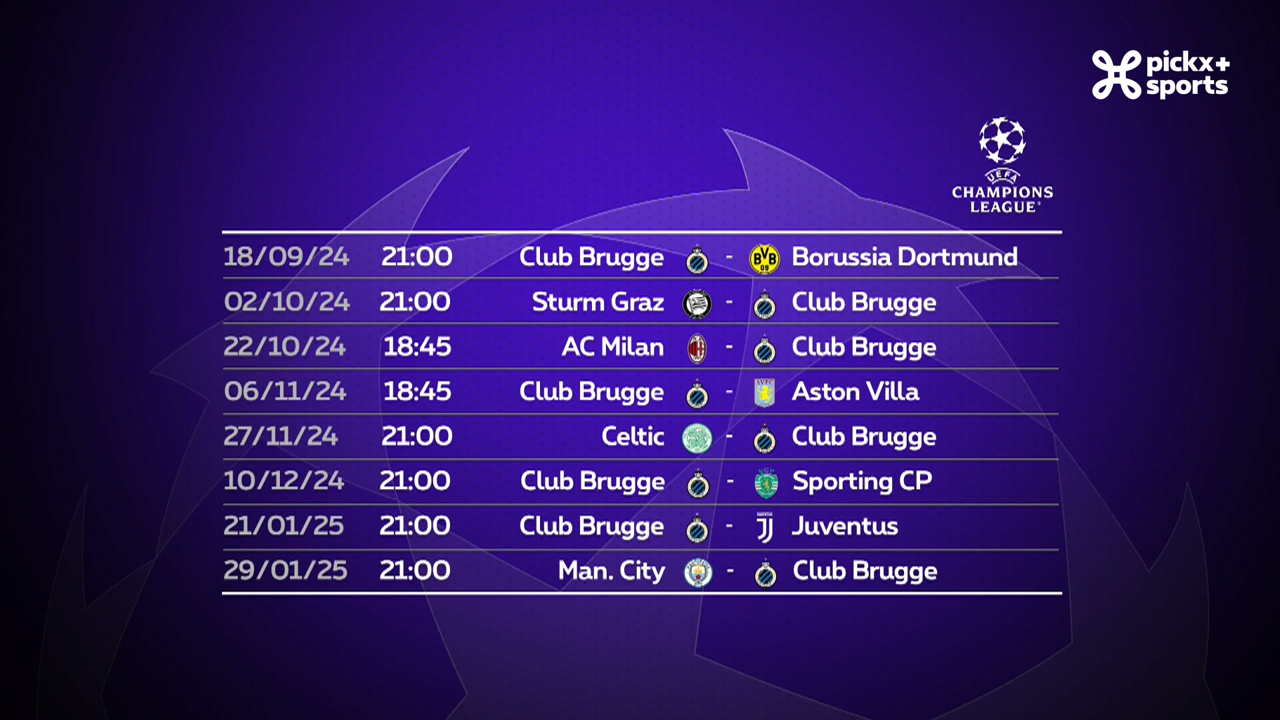 pickx+
sports
UEFA
CHAMPIONS
LEAGUE
18/09/24 21:00 Club Brugge - BVB 09 Borussia Dortmund
02/10/24 21:00 Sturm Graz - Club Brugge
22/10/24 18:45 AC Milan - Club Brugge
06/11/24 18:45 Club Brugge - Aston Villa
27/11/24 21:00 Celtic - Club Brugge
10/12/24 21:00 Club Brugge - Sporting CP
21/01/25 21:00 Club Brugge - Juventus
29/01/25 21:00 Man. City - Club Brugge